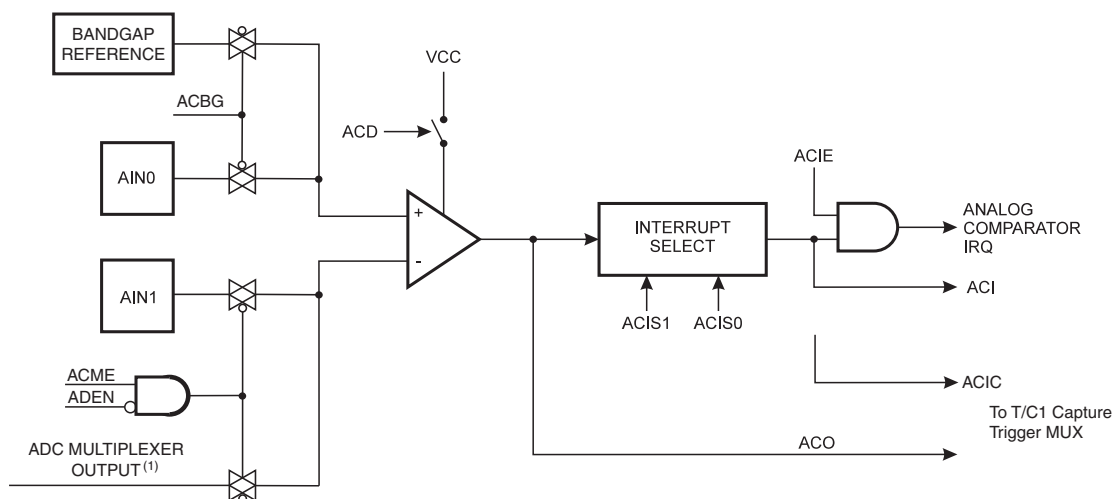 BANDGAP
REFERENCE
VCC
ACBG
ACD
AIN0
ACIE
+
-
INTERRUPT
SELECT
ANALOG
COMPARATOR
IRQ
AIN1
ACI
ACIS1 ACIS0
ACME
ADEN
ACIC
To T/C1 Capture
Trigger MUX
ADC MULTIPLEXER
OUTPUT (1)
ACO